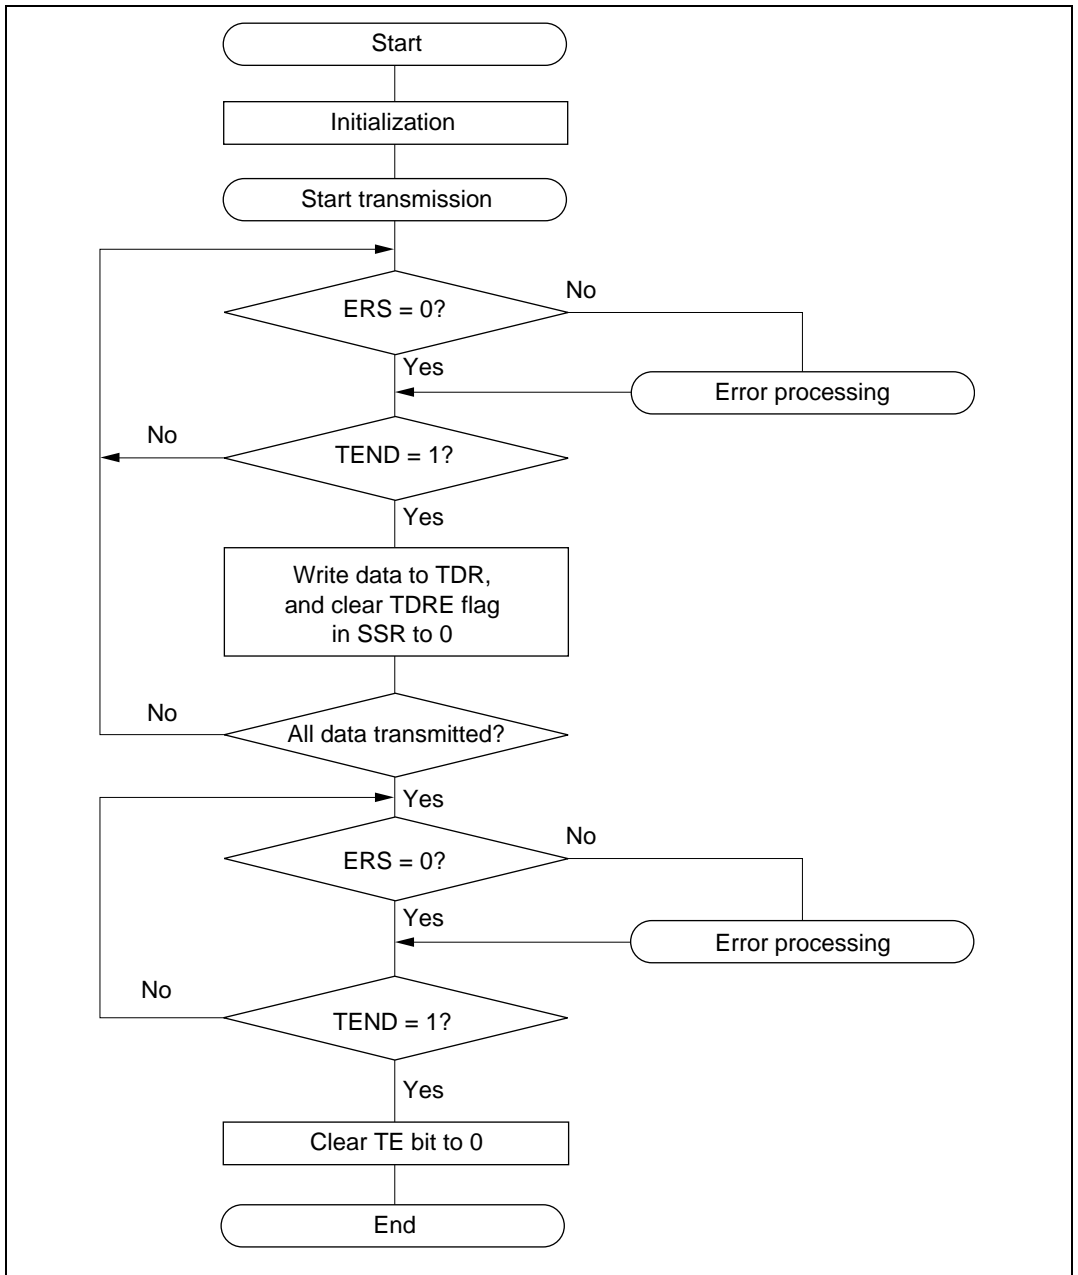 Start
Initialization
Start transmission
ERS = 0?
No
Yes
Error processing
No
TEND = 1?
Yes
Write data to TDR,
and clear TDRE flag
in SSR to 0
No
All data transmitted?
Yes
No
ERS = 0?
Yes
Error processing
No
TEND = 1?
Yes
Clear TE bit to 0
End